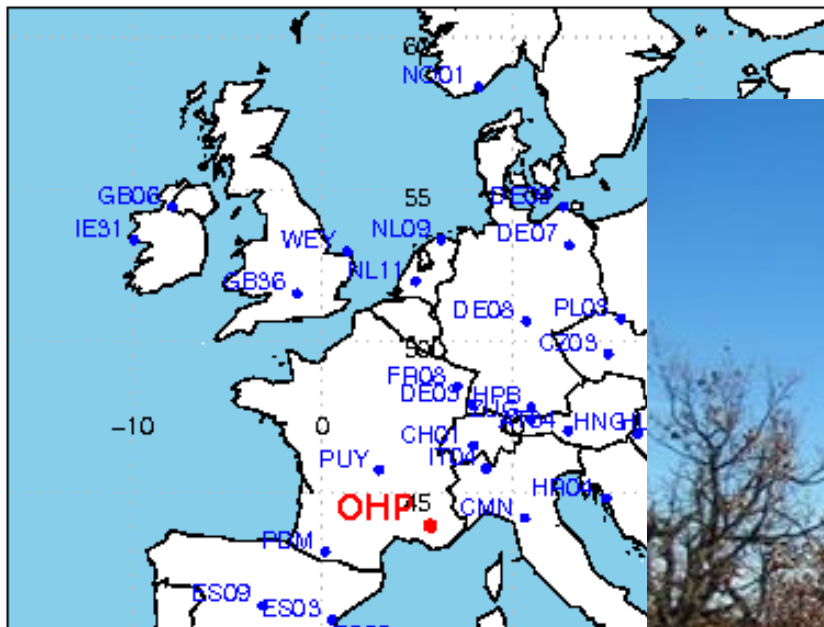 60
NO01
GB06
55
DE09
IE31
WEY
NL09
DE07
NL11
GB36
DE08
PL03
50
CZ03
FR08
DE03
HPB
-10
0
CH01
HNG
IT04
PUY
HR04
45
OHP
CMN
PDM
ES09
ES03